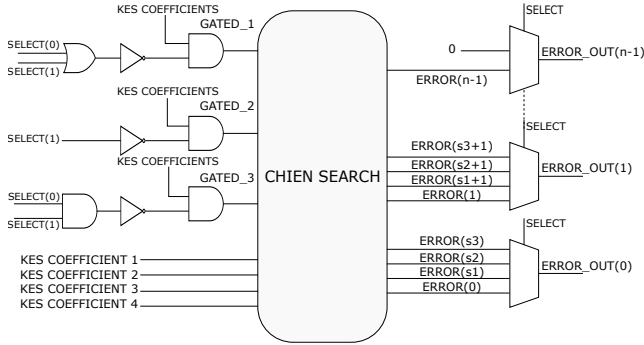 KES COEFFICIENTS
GATED_1
SELECT(0)
SELECT(1)
KES COEFFICIENTS
GATED_2
SELECT(1)
KES COEFFICIENTS
GATED_3
SELECT(0)
SELECT(1)
KES COEFFICIENT 1
KES COEFFICIENT 2
KES COEFFICIENT 3
KES COEFFICIENT 4
CHIEN SEARCH
SELECT
0
ERROR_OUT(n-1)
ERROR(n-1)
SELECT
ERROR(s3+1)
ERROR(s2+1)
ERROR_OUT(1)
ERROR(s1+1)
ERROR(1)
SELECT
ERROR(s3)
ERROR(s2)
ERROR_OUT(0)
ERROR(s1)
ERROR(0)